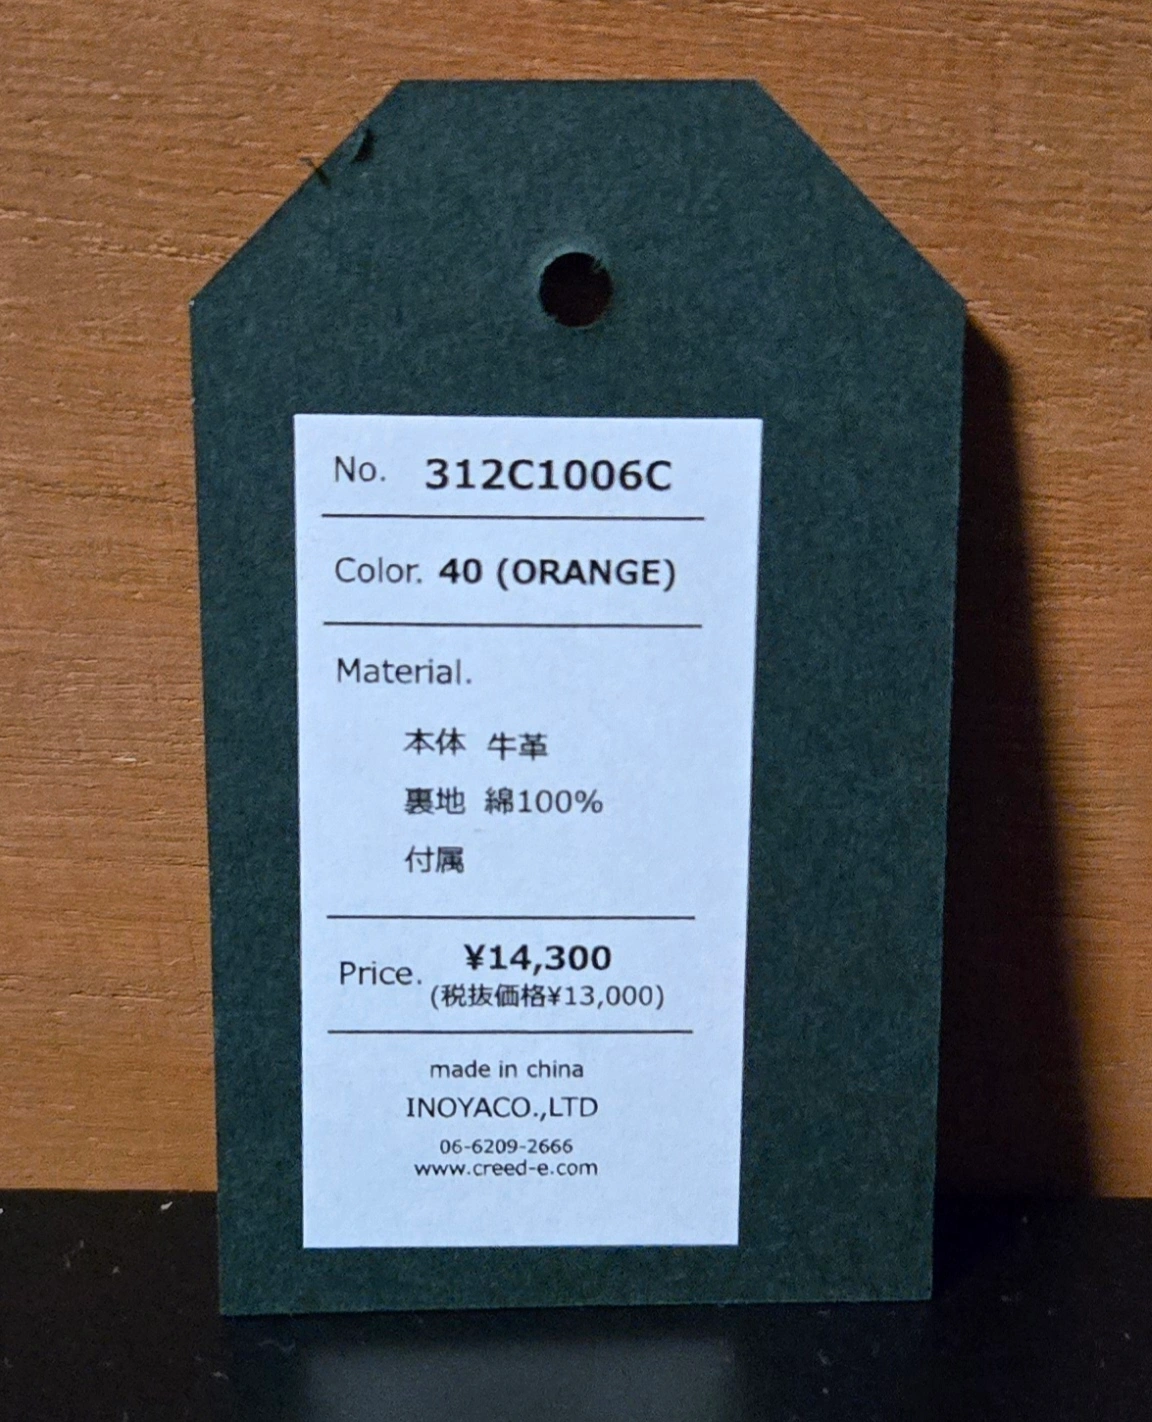 No. 312C1006C
Color. 40 (ORANGE)
Material.
本体 牛革
裏地 綿100%
付属
Price. ¥14,300
(税抜価格¥13,000)
made in china
INOYACO.,LTD
06-6209-2666
www.creed-e.com